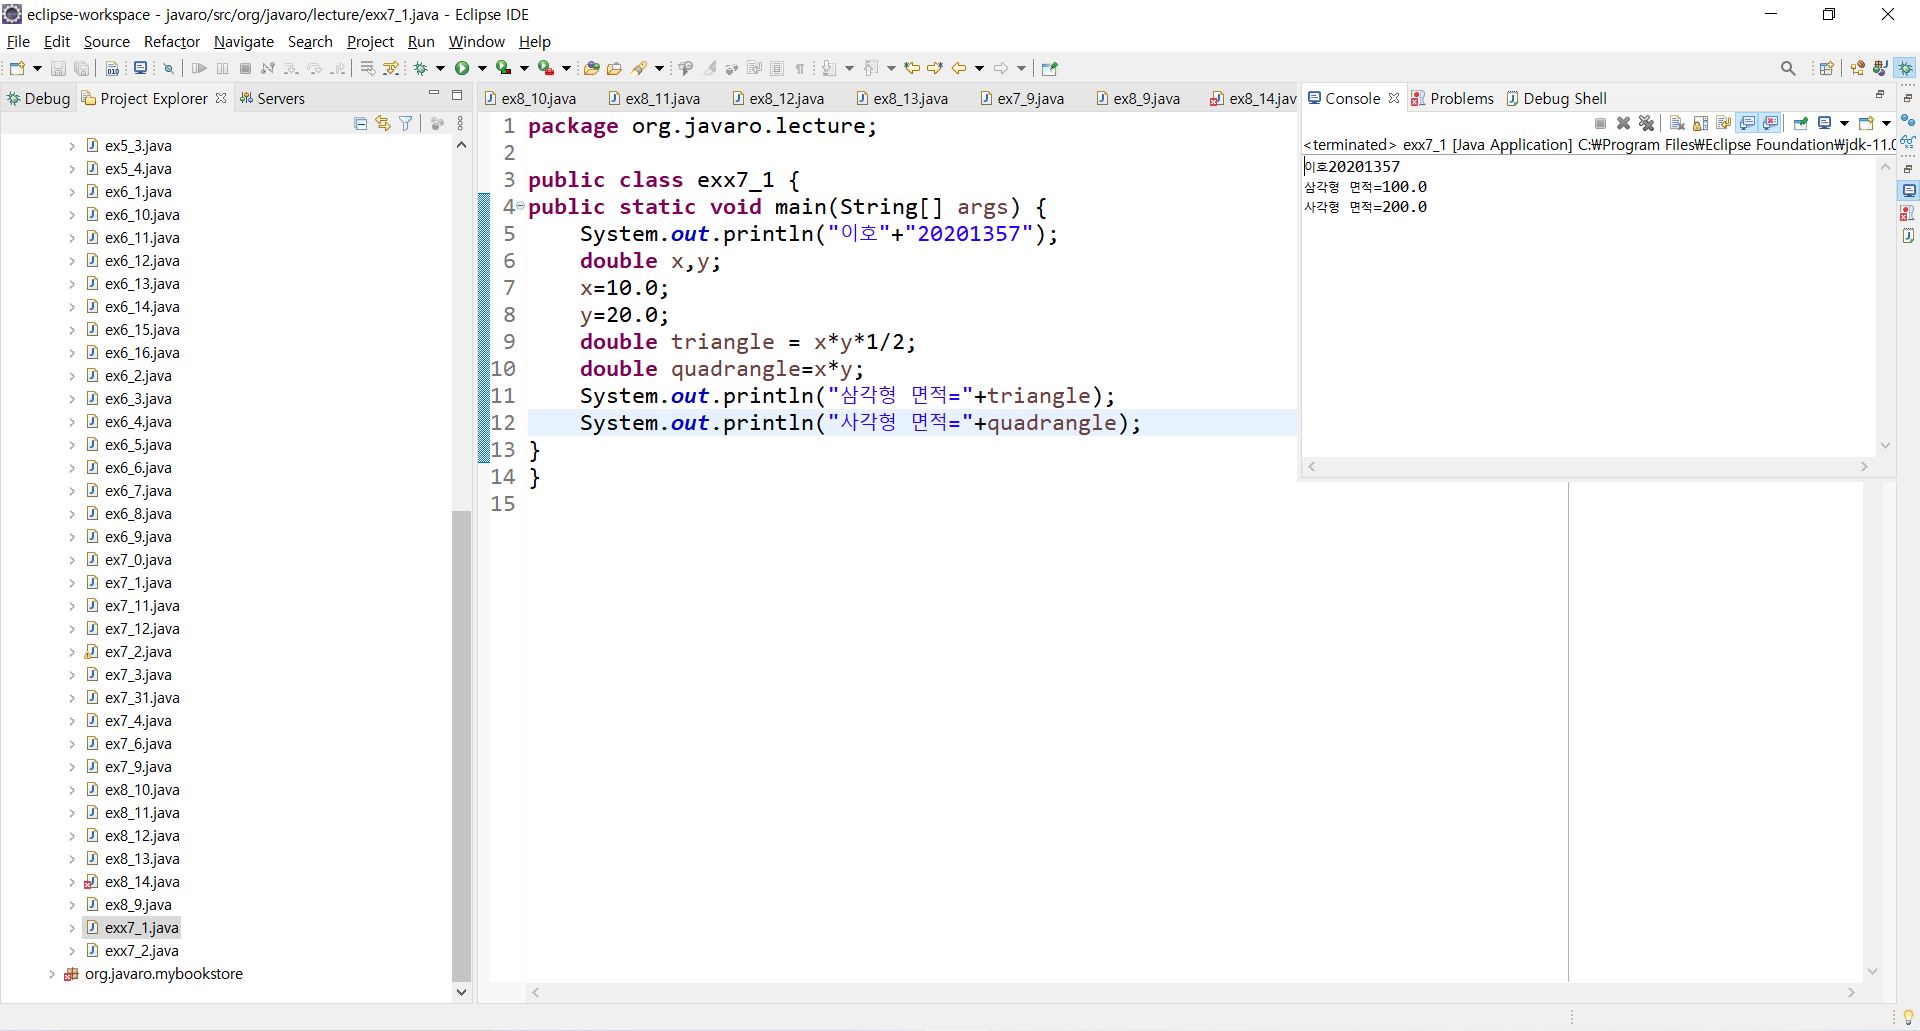 eclipse-workspace - javaro/src/org/javaro/lecture/exx7_1.java - Eclipse IDE
File Edit Source Refactor Navigate Search Project Run Window Help
Debug Project Explorer Servers
ex5_3.java
ex5_4.java
ex6_1.java
ex6_10.java
ex6_11.java
ex6_12.java
ex6_13.java
ex6_14.java
ex6_15.java
ex6_16.java
ex6_2.java
ex6_3.java
ex6_4.java
ex6_5.java
ex6_6.java
ex6_7.java
ex6_8.java
ex6_9.java
ex7_0.java
ex7_1.java
ex7_11.java
ex7_12.java
ex7_2.java
ex7_3.java
ex7_31.java
ex7_4.java
ex7_6.java
ex7_9.java
ex8_10.java
ex8_11.java
ex8_12.java
ex8_13.java
ex8_14.java
ex8_9.java
exx7_1.java
exx7_2.java
org.javaro.mybookstore
ex8_10.java ex8_11.java ex8_12.java ex8_13.java ex7_9.java ex8_9.java ex8_14.jav
1 package org.javaro.lecture;
2
3 public class exx7_1 {
4 public static void main(String[] args) {
5 System.out.println("이호"+"20201357");
6 double x,y;
7 x=10.0;
8 y=20.0;
9 double triangle = x*y*1/2;
10 double quadrangle=x*y;
11 System.out.println("삼각형 면적="+triangle);
12 System.out.println("사각형 면적="+quadrangle);
13 }
14 }
15
Console Problems Debug Shell
<terminated> exx7_1 [Java Application] C:₩Program Files₩Eclipse Foundation₩jdk-11.0
이호20201357
삼각형 면적=100.0
사각형 면적=200.0